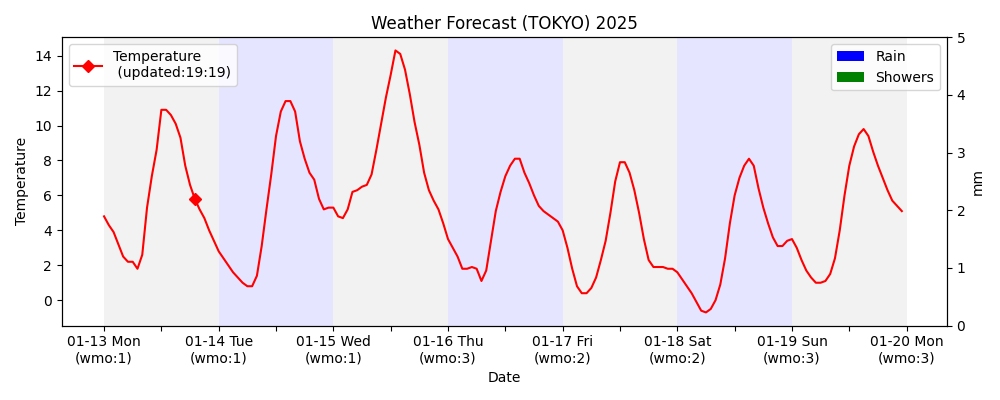 Weather Forecast (TOKYO) 2025
Temperature
(updated:19:19)
Rain
Showers
14
12
10
8
6
4
2
0
Temperature
5
4
3
2
1
0
mm
01-13 Mon 01-14 Tue 01-15 Wed 01-16 Thu 01-17 Fri 01-18 Sat 01-19 Sun 01-20 Mon
(wmo:1) (wmo:1) (wmo:1) (wmo:3) (wmo:2) (wmo:2) (wmo:3) (wmo:3)
Date